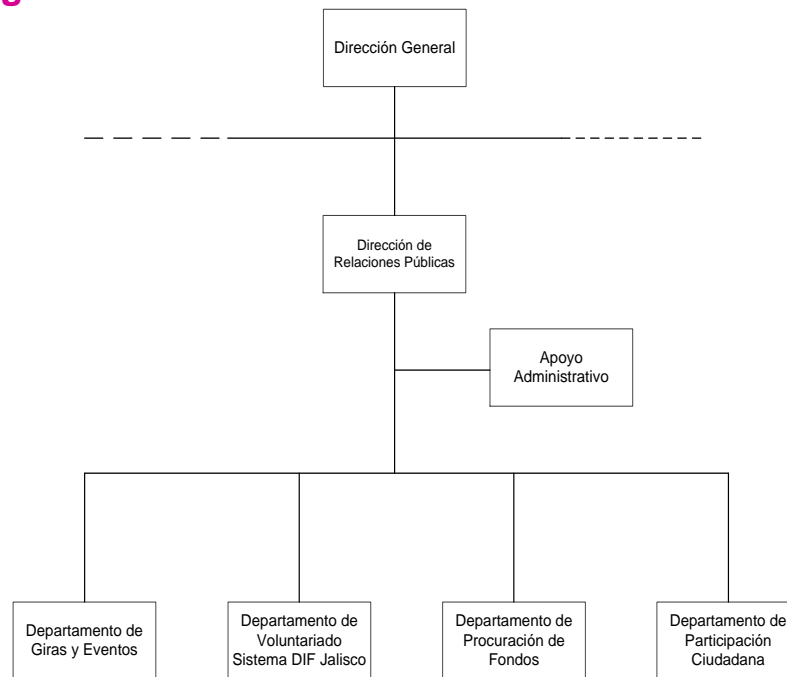 Dirección General
Dirección de
Relaciones Públicas
Apoyo
Administrativo
Departamento de
Giras y Eventos
Departamento de
Voluntariado
Sistema DIF Jalisco
Departamento de
Procuración de
Fondos
Departamento de
Participación
Ciudadana